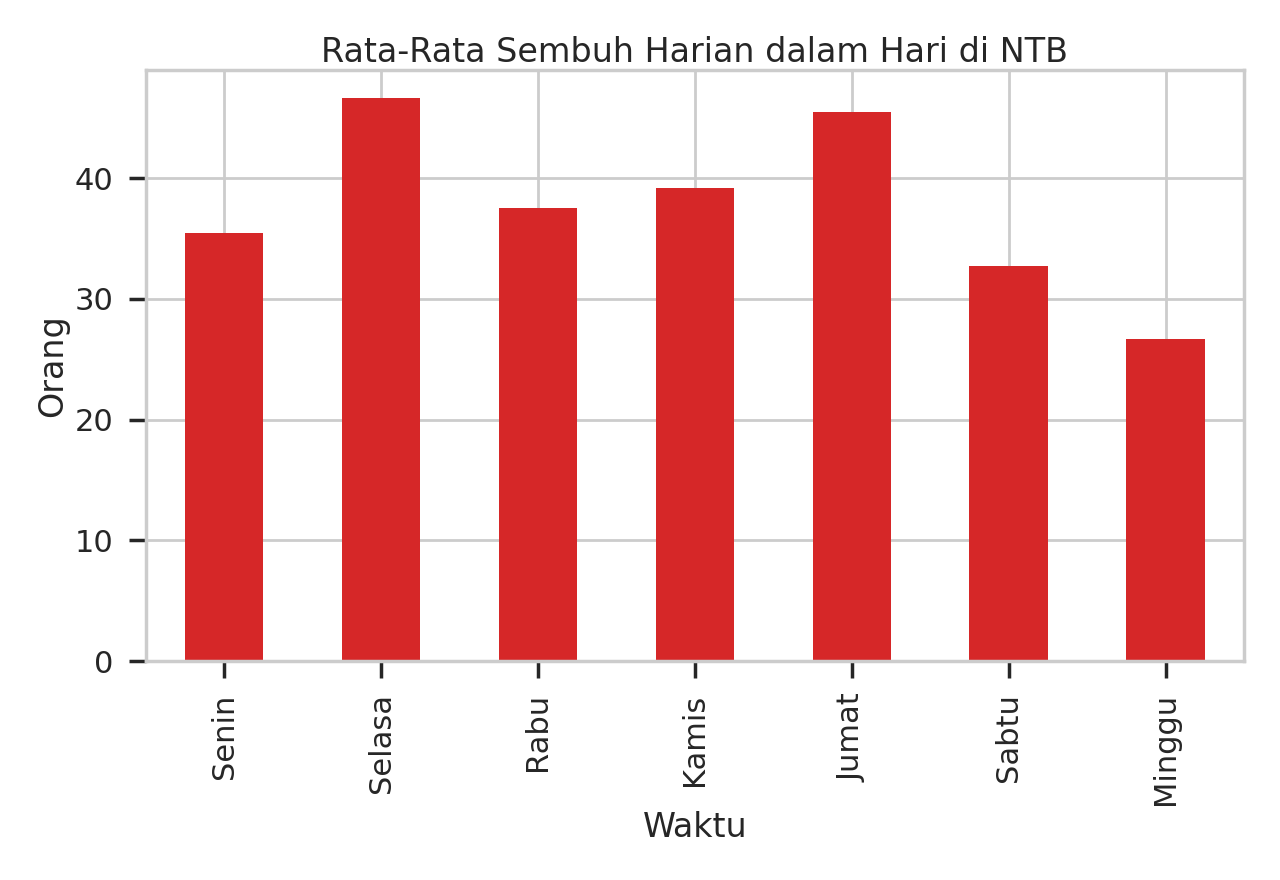 Rata-Rata Sembuh Harian dalam Hari di NTB
Orang
40
30
20
10
0
Senin
Selasa
Rabu
Kamis
Jumat
Sabtu
Minggu
Waktu